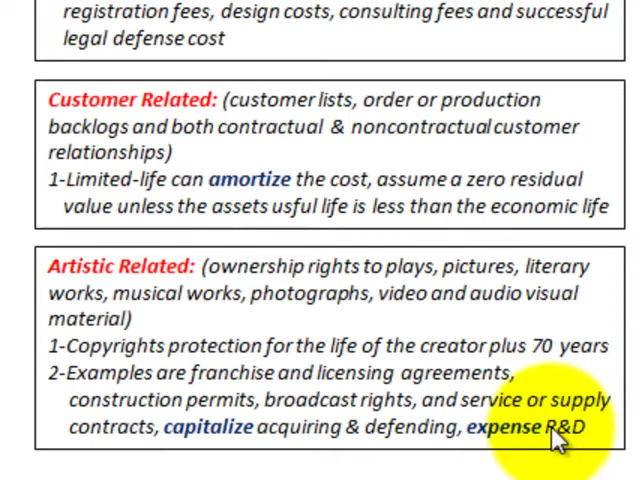 registration fees, design costs, consulting fees and successful
legal defense cost
Customer Related: (customer lists, order or production
backlogs and both contractual & noncontractual customer
relationships)
1-Limited-life can amortize the cost, assume a zero residual
value unless the assets usful life is less than the economic life
Artistic Related: (ownership rights to plays, pictures, literary
works, musical works, photographs, video and audio visual
material)
1-Copyrights protection for the life of the creator plus 70 years
2-Examples are franchise and licensing agreements,
construction permits, broadcast rights, and service or supply
contracts, capitalize acquiring & defending, expense R&D